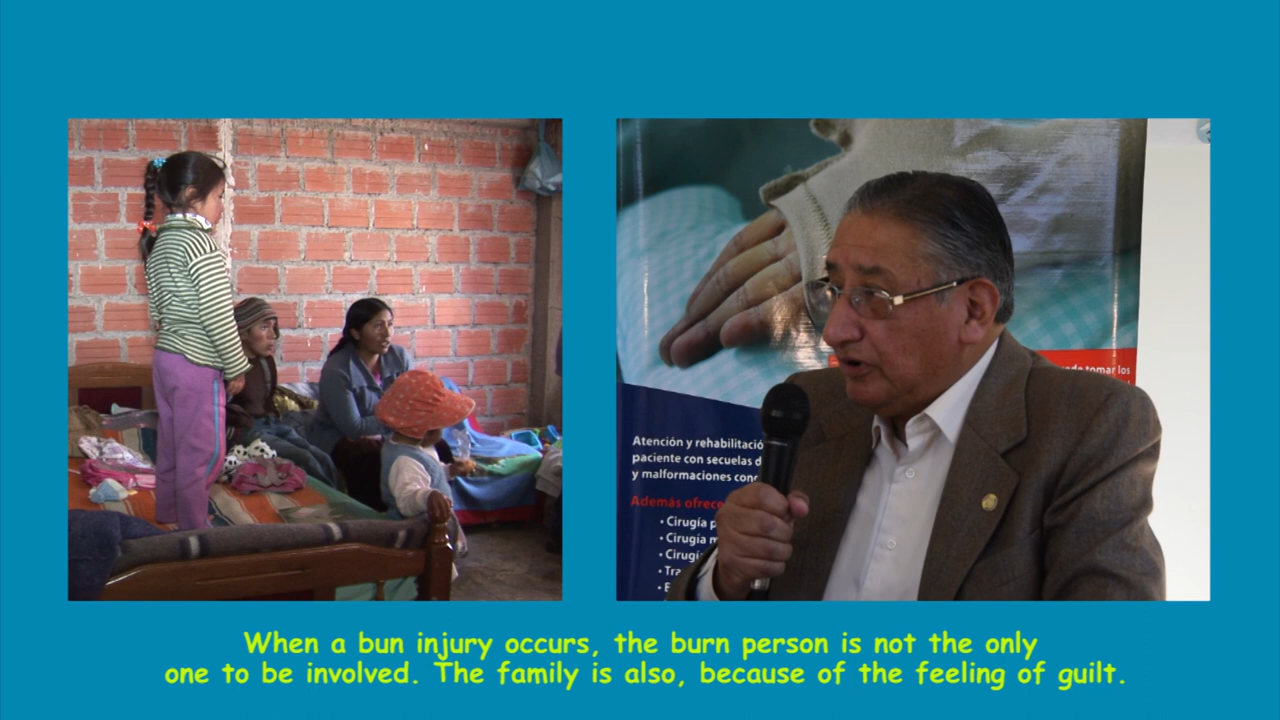 da tomar los
Atención y rehabilitació
paciente con secuelas d
y malformaciones cong
Además ofrece
• Cirugía p
• Cirugía m
• Cirugía
• Tra
• E
When a bun injury occurs, the burn person is not the only
one to be involved. The family is also, because of the feeling of guilt.